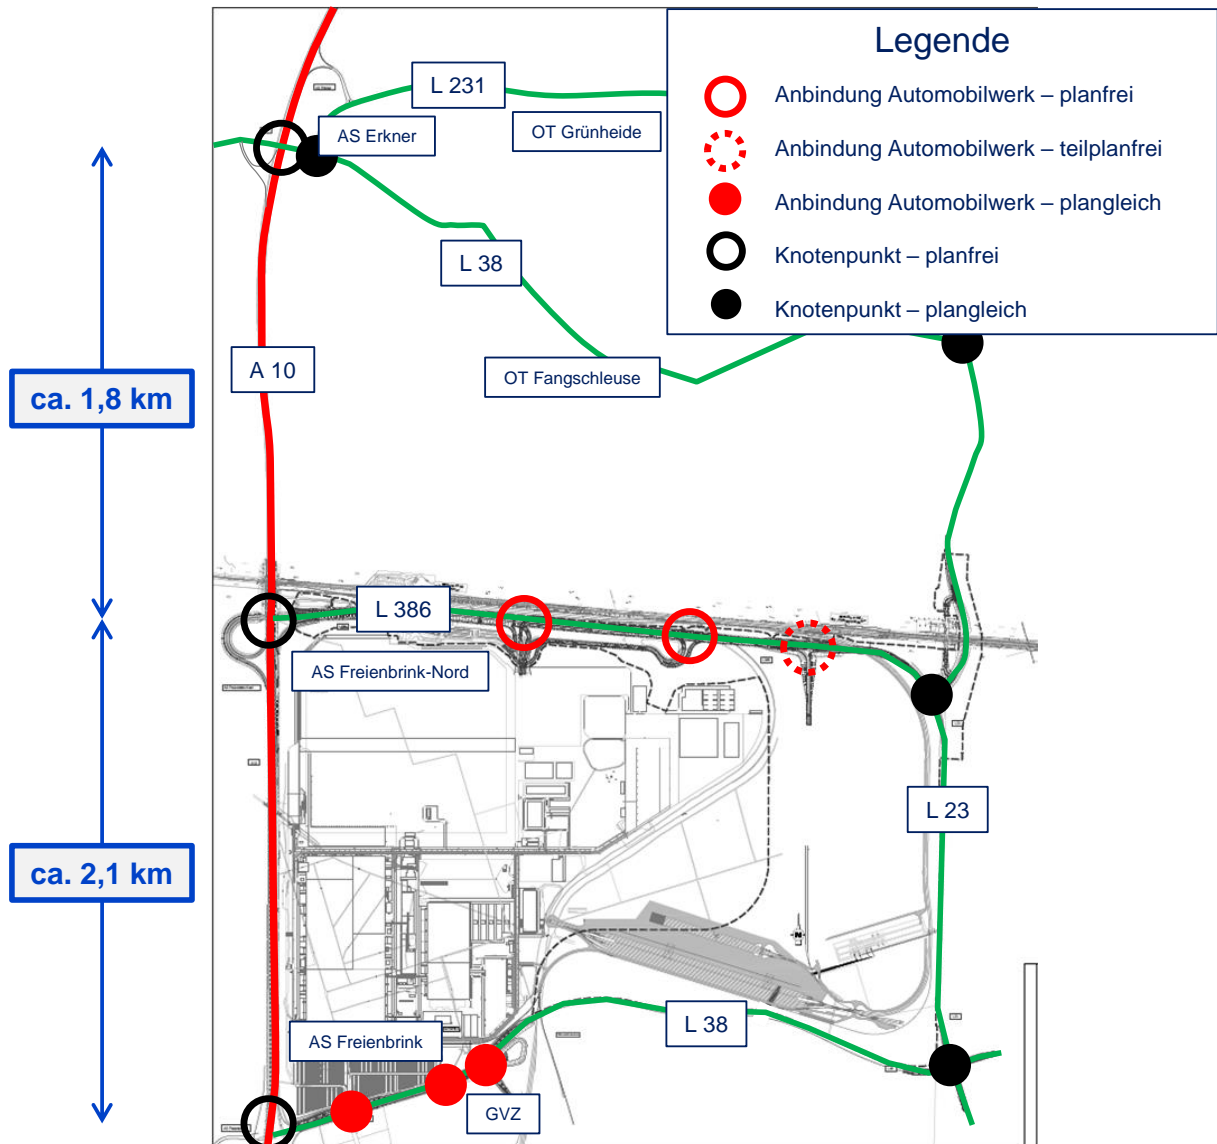 Legende
Anbindung Automobilwerk – planfrei
Anbindung Automobilwerk – teilplanfrei
Anbindung Automobilwerk – plangleich
Knotenpunkt – planfrei
Knotenpunkt – plangleich
L 231
AS Erkner
OT Grünheide
L 38
A 10
OT Fangschleuse
ca. 1,8 km
L 386
AS Freienbrink-Nord
L 23
ca. 2,1 km
N
L 38
AS Freienbrink
GVZ